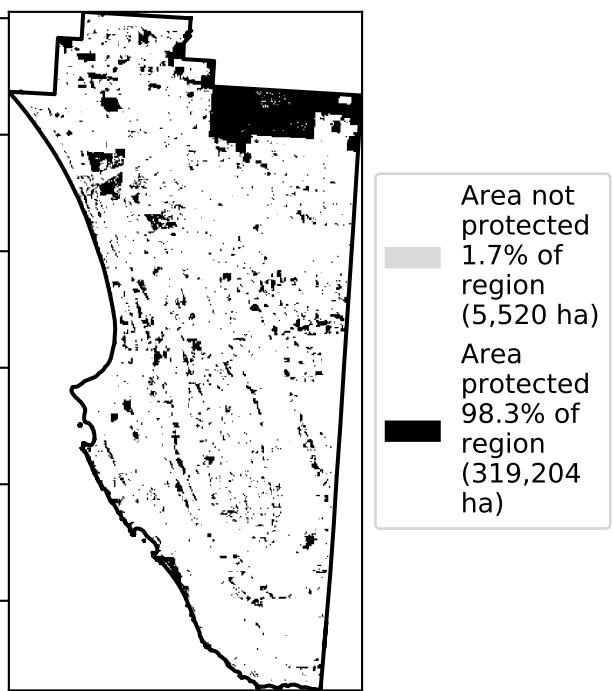 Area not
protected
1.7% of
region
(5,520 ha)
Area
protected
98.3% of
region
(319,204
ha)